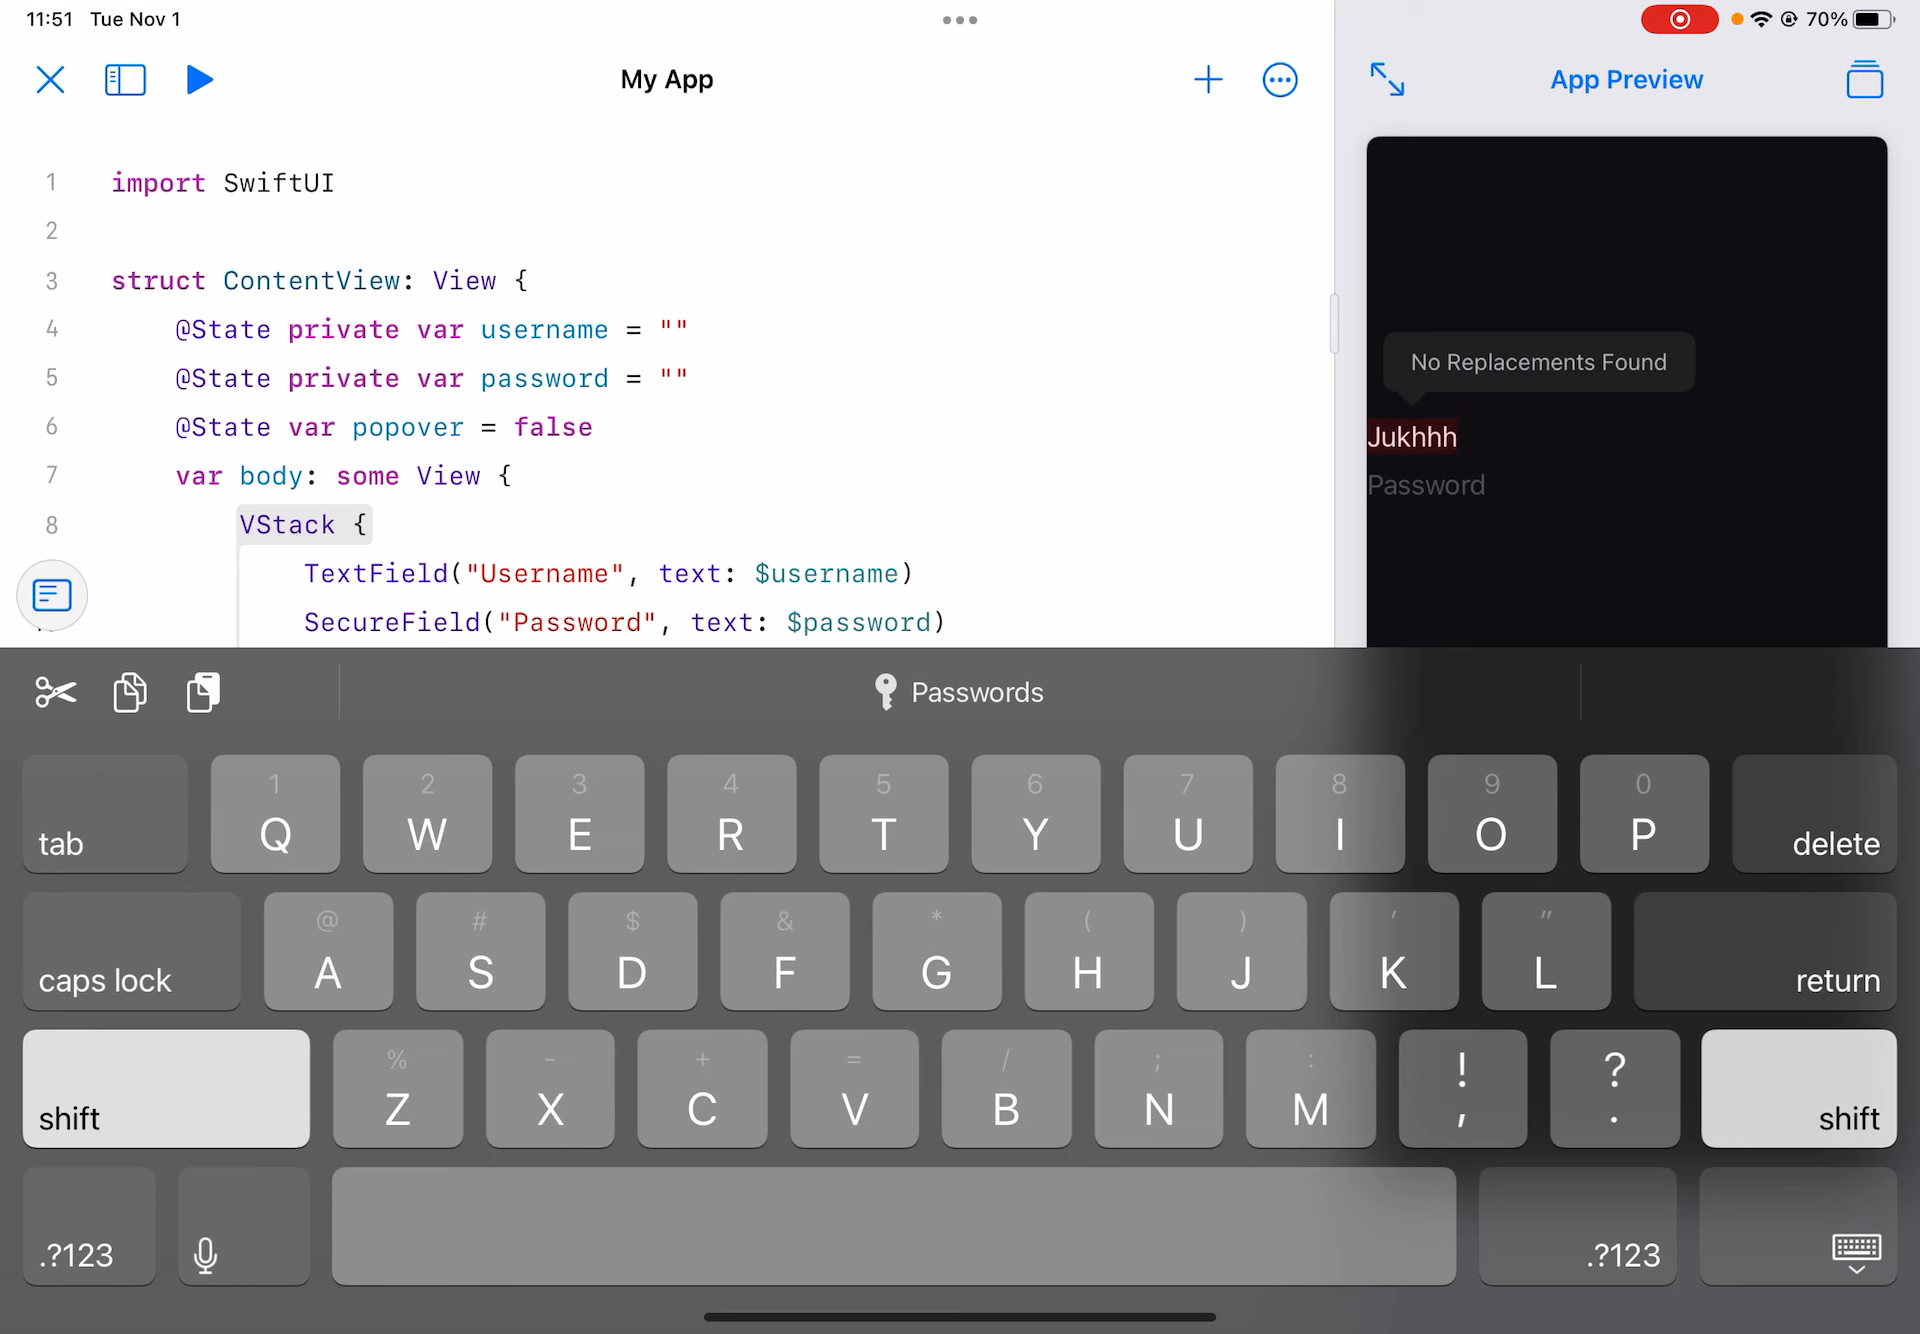 11:51 Tue Nov 1
70%
My App
App Preview
1 import SwiftUI
2
3 struct ContentView: View {
4 @State private var username = ""
5 @State private var password = ""
6 @State var popover = false
7 var body: some View {
8 VStack {
TextField("Username", text: $username)
SecureField("Password", text: $password)
No Replacements Found
Jukhhh
Password
Passwords
1 2 3 4 5 6 7 8 9 0
tab Q W E R T Y U I O P delete
@ # $ & * ( ) ' "
caps lock A S D F G H J K L return
% - + = / ; : ! ?
shift Z X C V B N M , . shift
.?123 .?123